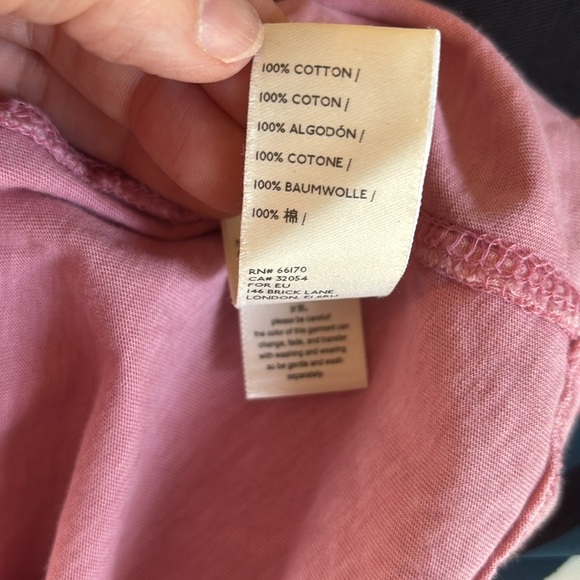 100% COTTON /
100% COTON /
100% ALGODÓN /
100% COTONE /
100% BAUMWOLLE /
100% 棉 /
RN# 66170
CA# 32054
FOR EU
146 BRICK LANE
LONDON,
please be careful!
the color of this garment can
change, fade, and transfer
with washing and wearing
so be gentle and wash
separately.